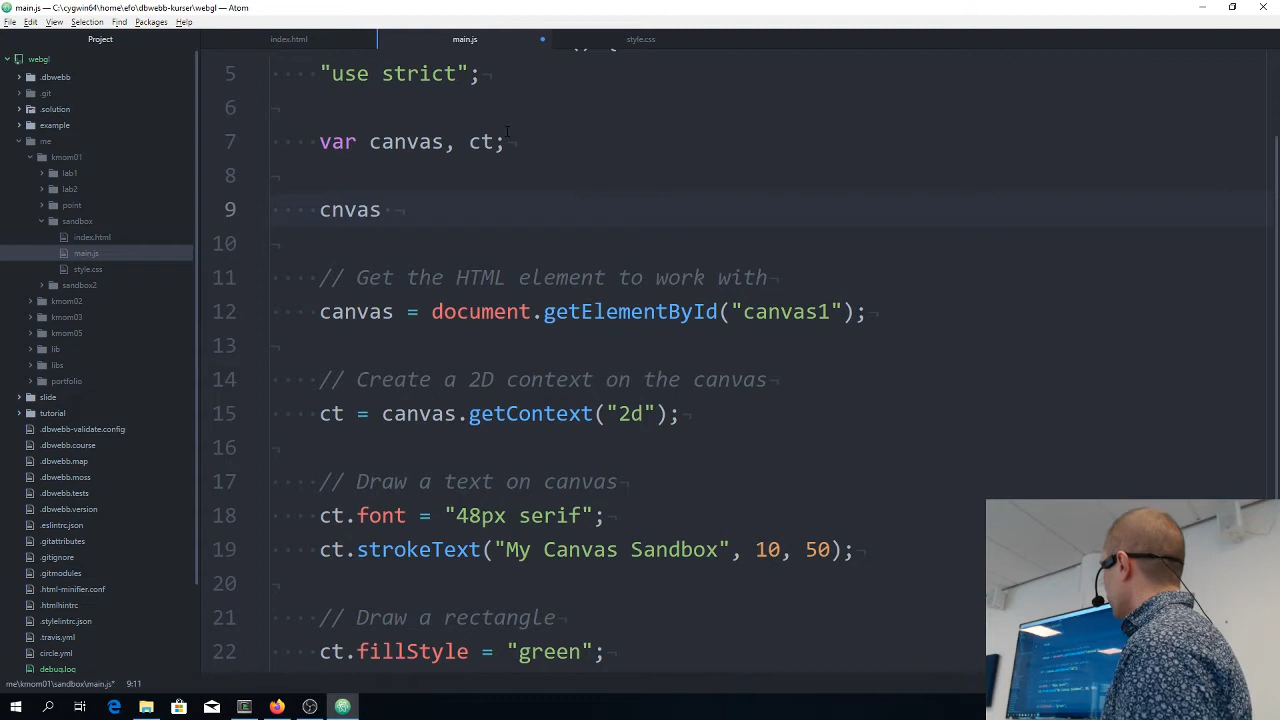 main.js — C:\cygwin64\home\efo\dbwebb-kurser\webgl — Atom
File Edit View Selection Find Packages Help
Project
index.html
main.js
style.css
webgl
.dbwebb
.git
.solution
example
me
kmom01
lab1
lab2
point
sandbox
index.html
main.js
style.css
sandbox2
kmom02
kmom03
kmom05
lib
libs
portfolio
slide
tutorial
.dbwebb-validate.config
.dbwebb.course
.dbwebb.map
.dbwebb.moss
.dbwebb.tests
.dbwebb.version
.eslintrc.json
.gitattributes
.gitignore
.gitmodules
.html-minifier.conf
.htmlhintrc
.stylelintrc.json
.travis.yml
circle.yml
debug.log
5 "use strict";
6
7 var canvas, ct;
8
9 cnvas
10
11 // Get the HTML element to work with
12 canvas = document.getElementById("canvas1");
13
14 // Create a 2D context on the canvas
15 ct = canvas.getContext("2d");
16
17 // Draw a text on canvas
18 ct.font = "48px serif";
19 ct.strokeText("My Canvas Sandbox", 10, 50);
20
21 // Draw a rectangle
22 ct.fillStyle = "green";
me\kmom01\sandbox\main.js* 9:11